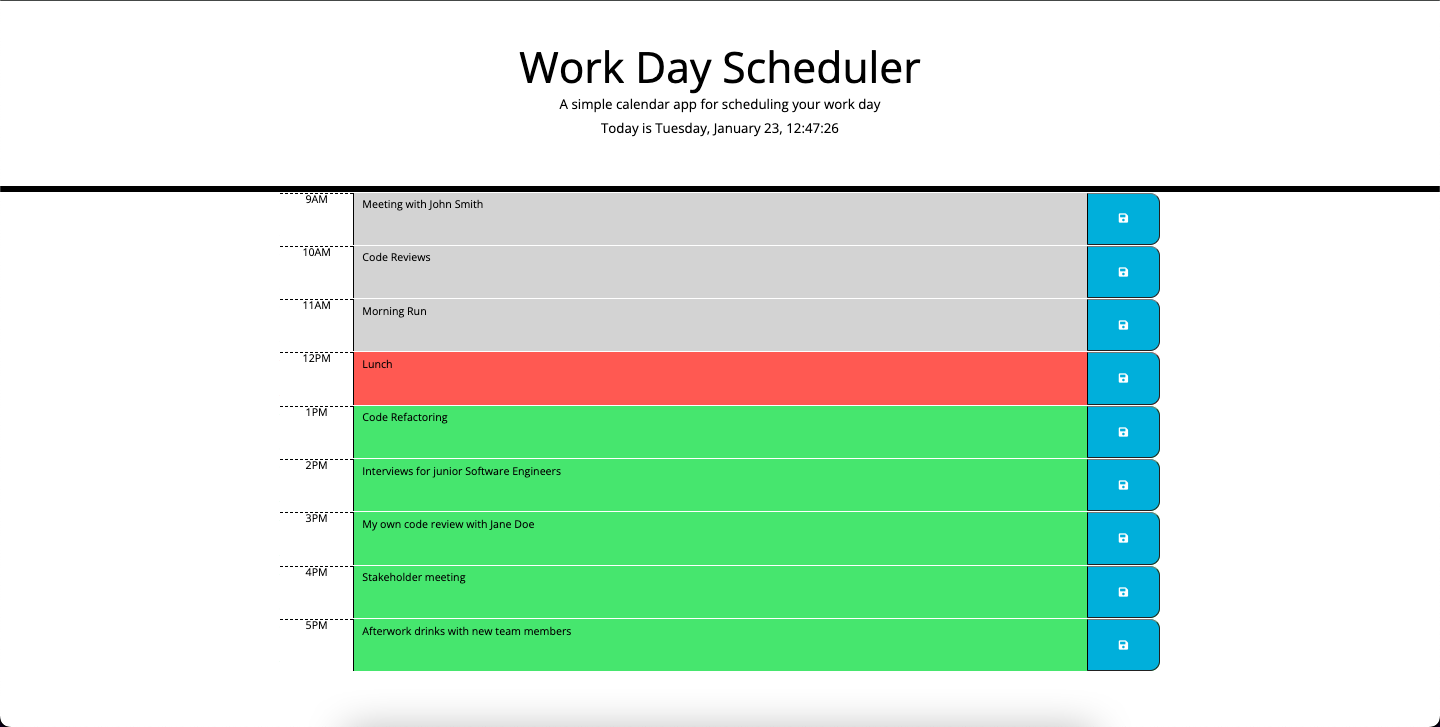 Work Day Scheduler
A simple calendar app for scheduling your work day
Today is Tuesday, January 23, 12:47:26
9AM Meeting with John Smith
10AM Code Reviews
11AM Morning Run
12PM Lunch
1PM Code Refactoring
2PM Interviews for junior Software Engineers
3PM My own code review with Jane Doe
4PM Stakeholder meeting
5PM Afterwork drinks with new team members